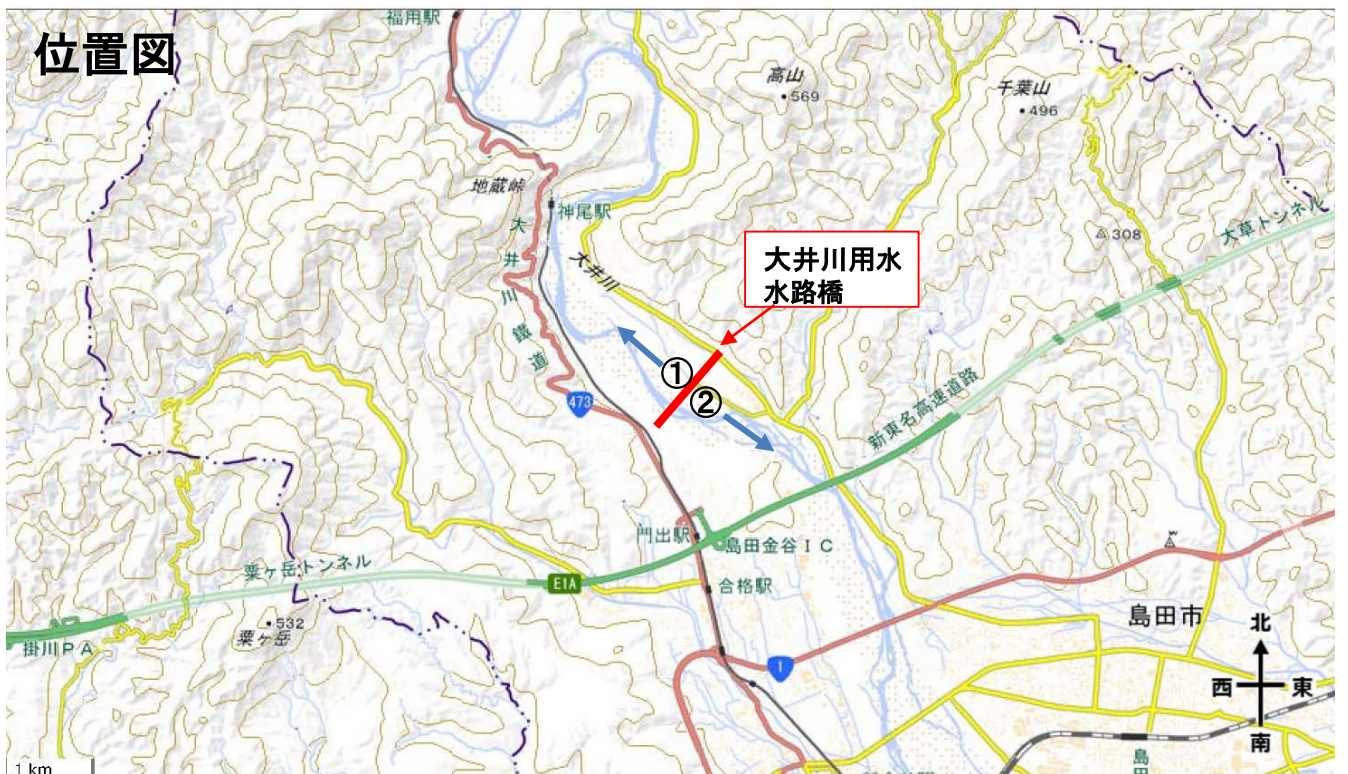 福用駅
位置図
高山
・569
千葉山
・496
地蔵峠
神尾駅
大井川鐵道
大井川
308
大草トンネル
大井川用水
水路橋
①
②
473
新東名高速道路
門出駅
島田金谷IC
粟ヶ岳トンネル
E1A
合格駅
・532
粟ヶ岳
掛川PA
島田市
北
西
東
南
1
1 km
島